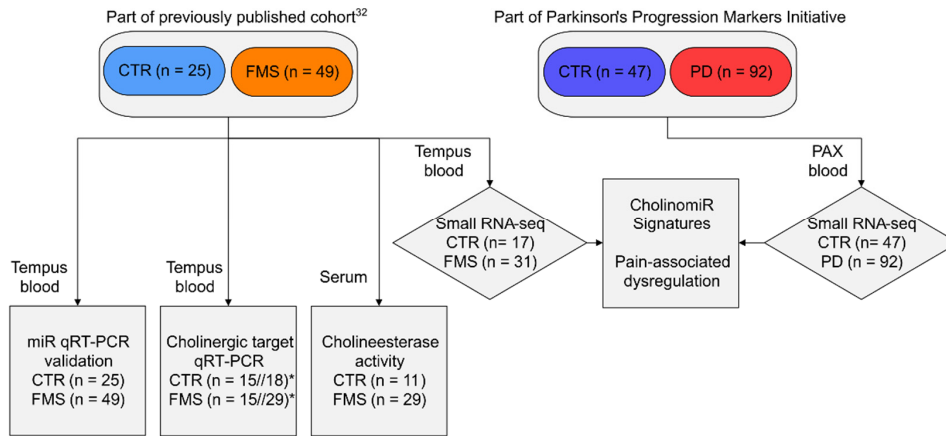 Part of previously published cohort32
Part of Parkinson's Progression Markers Initiative
CTR (n = 25)
FMS (n = 49)
CTR (n = 47)
PD (n = 92)
Tempus
blood
PAX
blood
Small RNA-seq
CTR (n= 17)
FMS (n = 31)
CholinomiR
Signatures
Pain-associated
dysregulation
Small RNA-seq
CTR (n= 47)
PD (n = 92)
Tempus
blood
Tempus
blood
Serum
miR qRT-PCR
validation
CTR (n = 25)
FMS (n = 49)
Cholinergic target
qRT-PCR
CTR (n = 15//18)*
FMS (n = 15//29)*
Cholineesterase
activity
CTR (n = 11)
FMS (n = 29)